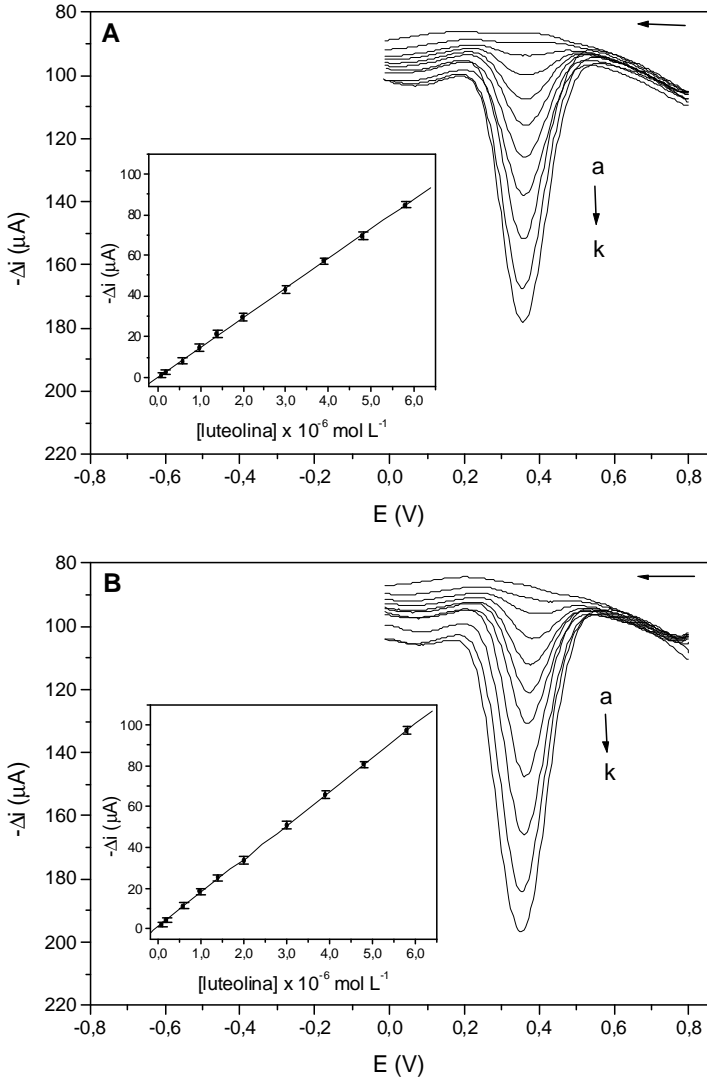 A
80
100
120
140
160
180
200
220
-Δi (µA)
a
k
100
80
60
40
20
0
-Δi (µA)
0,0 1,0 2,0 3,0 4,0 5,0 6,0
[luteolina] x 10⁻⁶ mol L⁻¹
-0,8 -0,6 -0,4 -0,2 0,0 0,2 0,4 0,6 0,8
E (V)
B
80
100
120
140
160
180
200
220
-Δi (µA)
a
k
100
80
60
40
20
0
-Δi (µA)
0,0 1,0 2,0 3,0 4,0 5,0 6,0
[luteolina] x 10⁻⁶ mol L⁻¹
-0,8 -0,6 -0,4 -0,2 0,0 0,2 0,4 0,6 0,8
E (V)